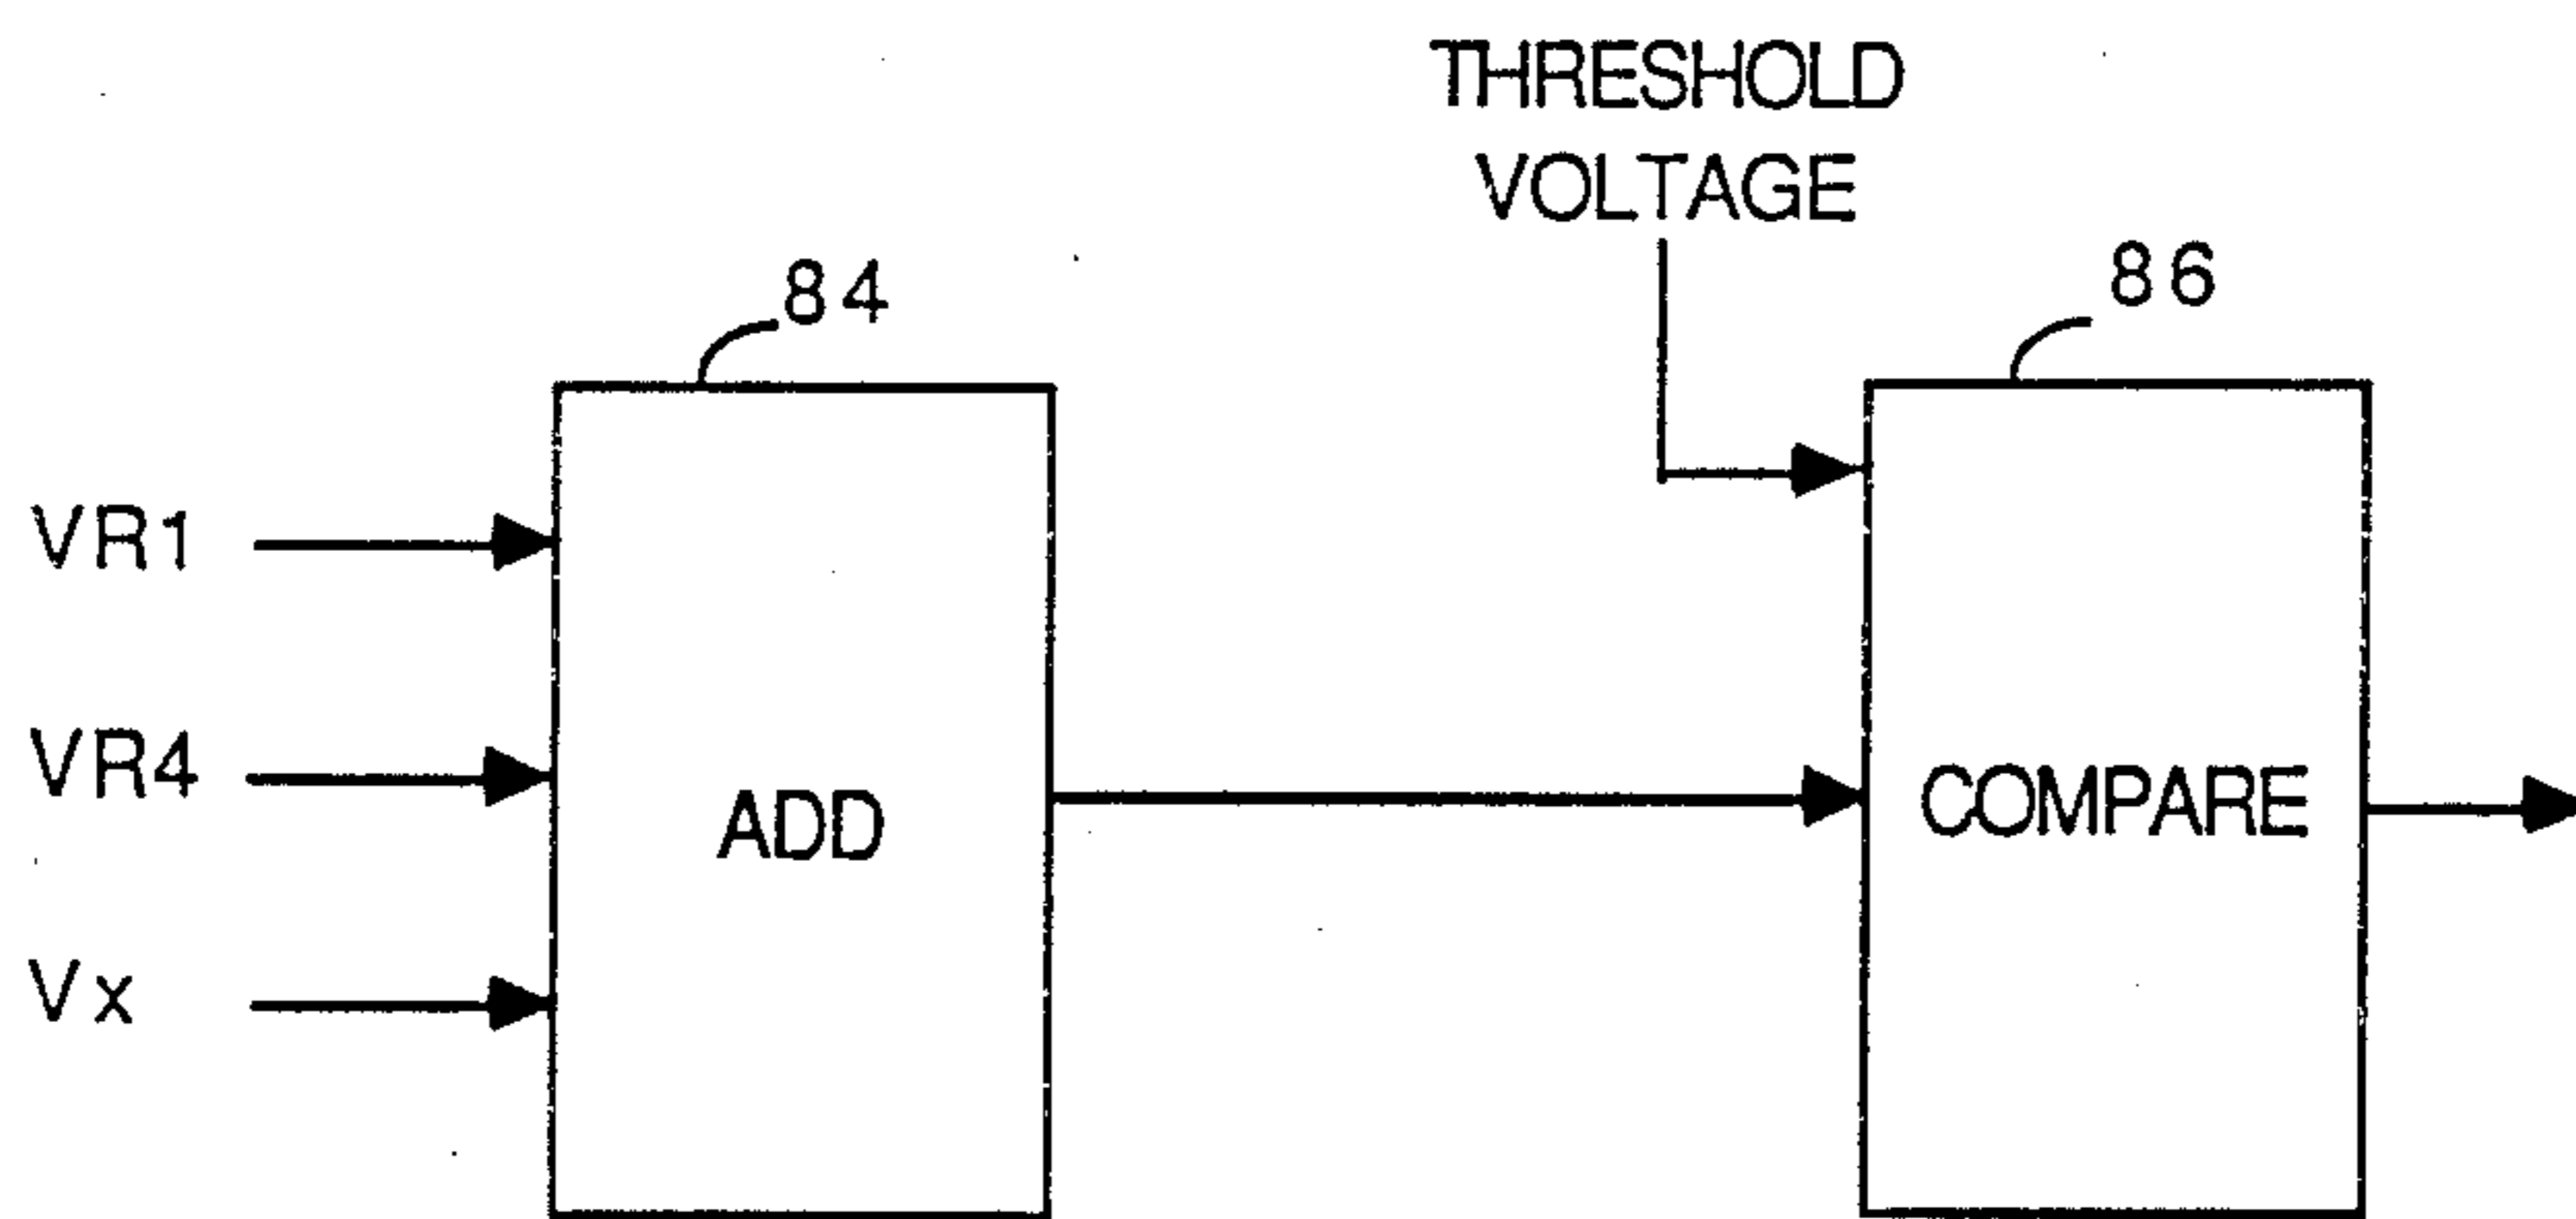 THRESHOLD
VOLTAGE
84
86
VR1
VR4
Vx
ADD
COMPARE